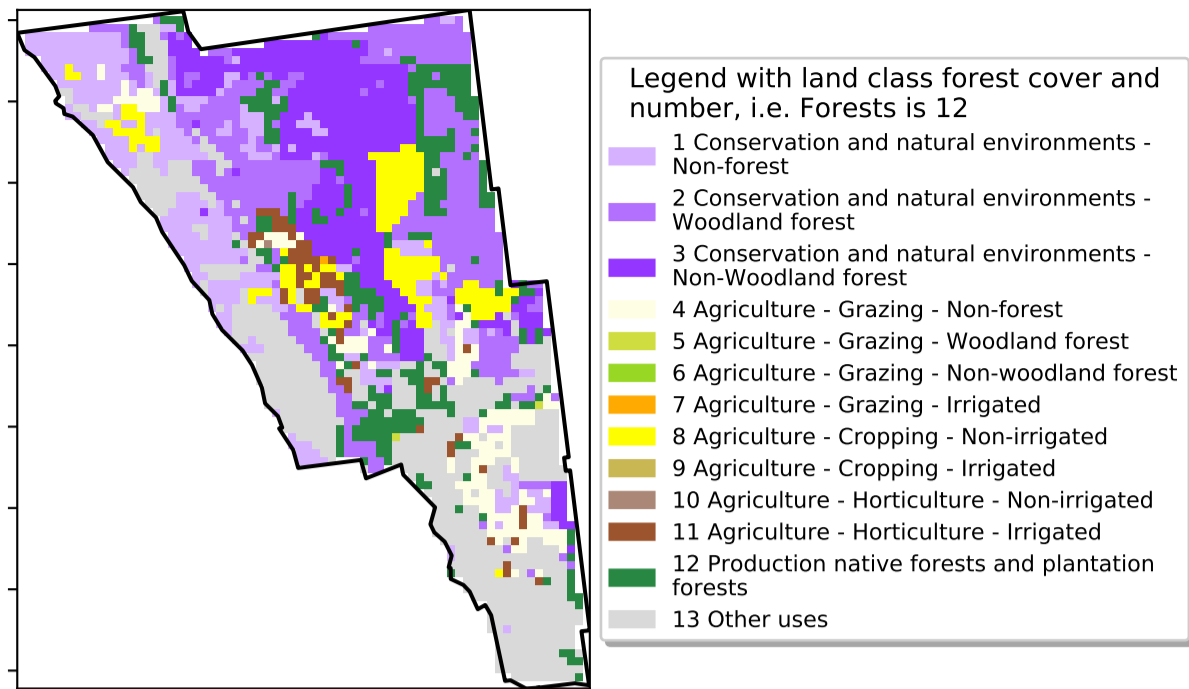 Legend with land class forest cover and
number, i.e. Forests is 12
1 Conservation and natural environments -
Non-forest
2 Conservation and natural environments -
Woodland forest
3 Conservation and natural environments -
Non-Woodland forest
4 Agriculture - Grazing - Non-forest
5 Agriculture - Grazing - Woodland forest
6 Agriculture - Grazing - Non-woodland forest
7 Agriculture - Grazing - Irrigated
8 Agriculture - Cropping - Non-irrigated
9 Agriculture - Cropping - Irrigated
10 Agriculture - Horticulture - Non-irrigated
11 Agriculture - Horticulture - Irrigated
12 Production native forests and plantation
forests
13 Other uses